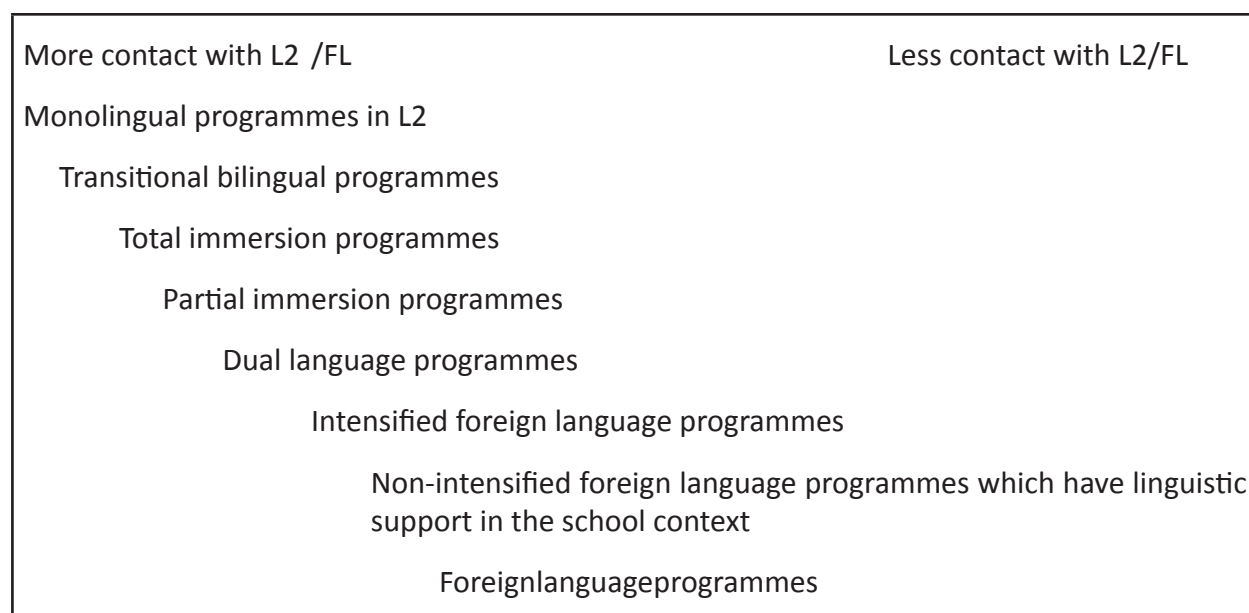 More contact with L2 /FL Less contact with L2/FL
Monolingual programmes in L2
Transitional bilingual programmes
Total immersion programmes
Partial immersion programmes
Dual language programmes
Intensified foreign language programmes
Non-intensified foreign language programmes which have linguistic
support in the school context
Foreignlanguageprogrammes